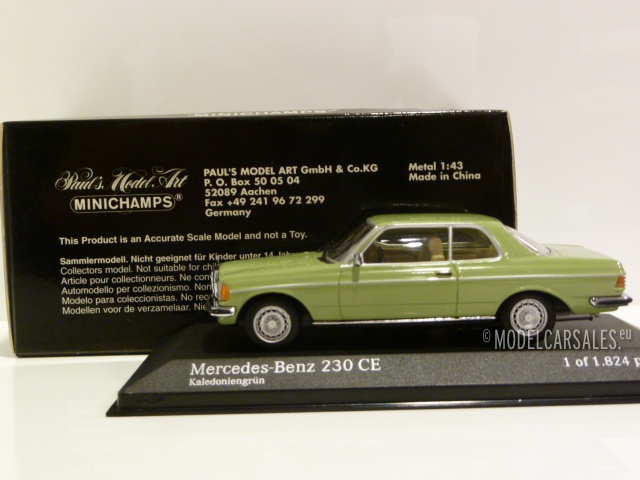 MINICHAMPS
Paul's Model Art
MINICHAMPS®
PAUL'S MODEL ART GmbH & Co.KG
P. O. Box 50 05 04
52089 Aachen
Fax +49 241 96 72 299
Germany
Metal 1:43
Made in China
This Product is an Accurate Scale Model and not a Toy.
Sammlermodell. Nicht geeignet für Kinder unter 14
Collectors model. Not suitable for
Article pour collectionneurs. Ne
Automodello per collezionismo. Non
Modelo para coleccionistas. No
Modellen voor de verzamelaar. Niet
© MODELCARSALES.eu
Mercedes-Benz 230 CE
Kaledoniengrün
1 of 1.824